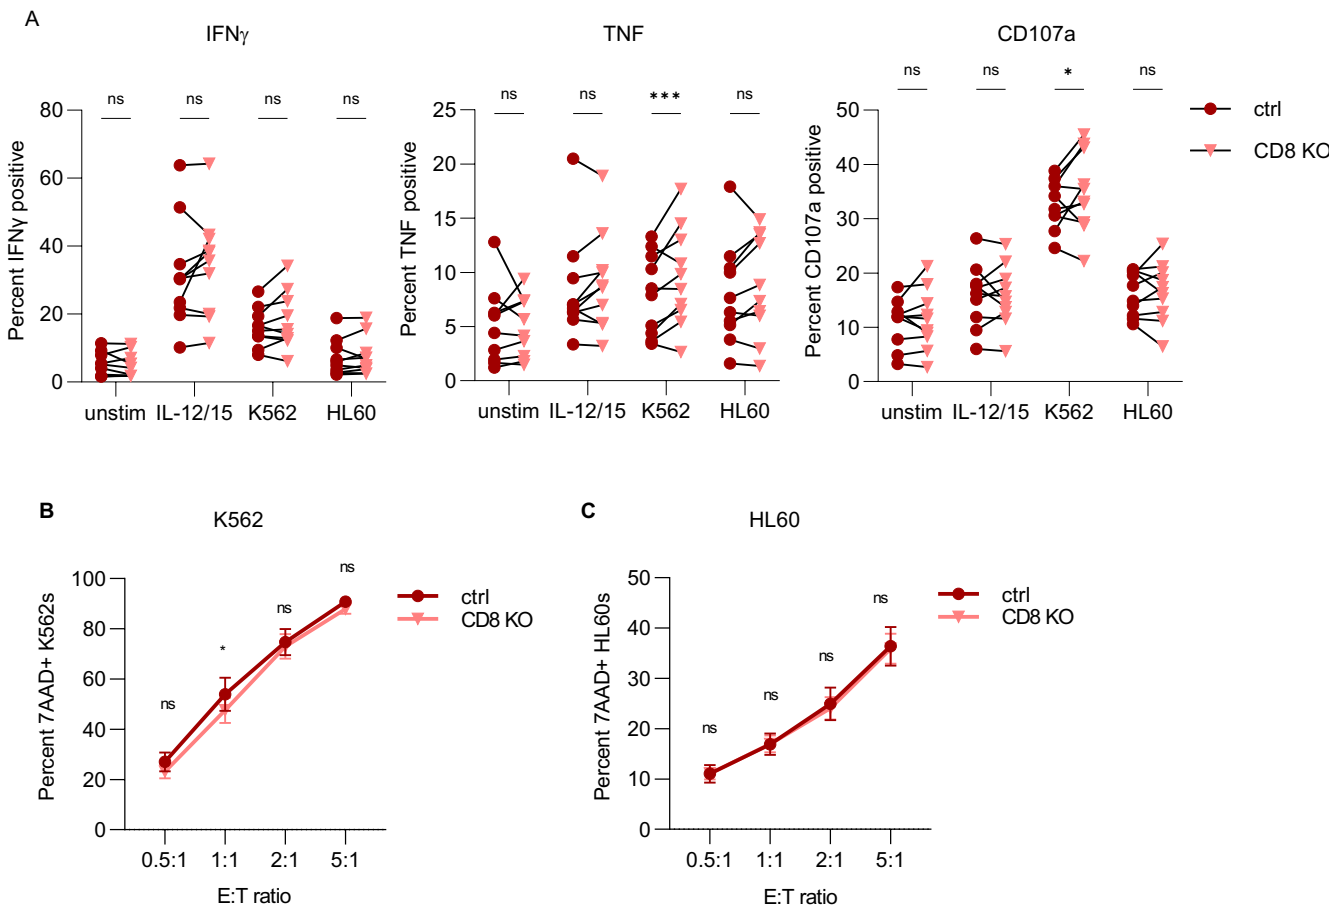 A
IFNγ
TNF
CD107a
ns ns ns ns
ns ns *** ns
ns ns * ns
ctrl
CD8 KO
Percent IFNγ positive
80
60
40
20
0
unstim IL-12/15 K562 HL60
Percent TNF positive
25
20
15
10
5
0
unstim IL-12/15 K562 HL60
Percent CD107a positive
50
40
30
20
10
0
unstim IL-12/15 K562 HL60
B
K562
Percent 7AAD+ K562s
100
80
60
40
20
0
ns * ns ns
ctrl
CD8 KO
0.5:1 1:1 2:1 5:1
E:T ratio
C
HL60
Percent 7AAD+ HL60s
50
40
30
20
10
0
ns ns ns ns
ctrl
CD8 KO
0.5:1 1:1 2:1 5:1
E:T ratio